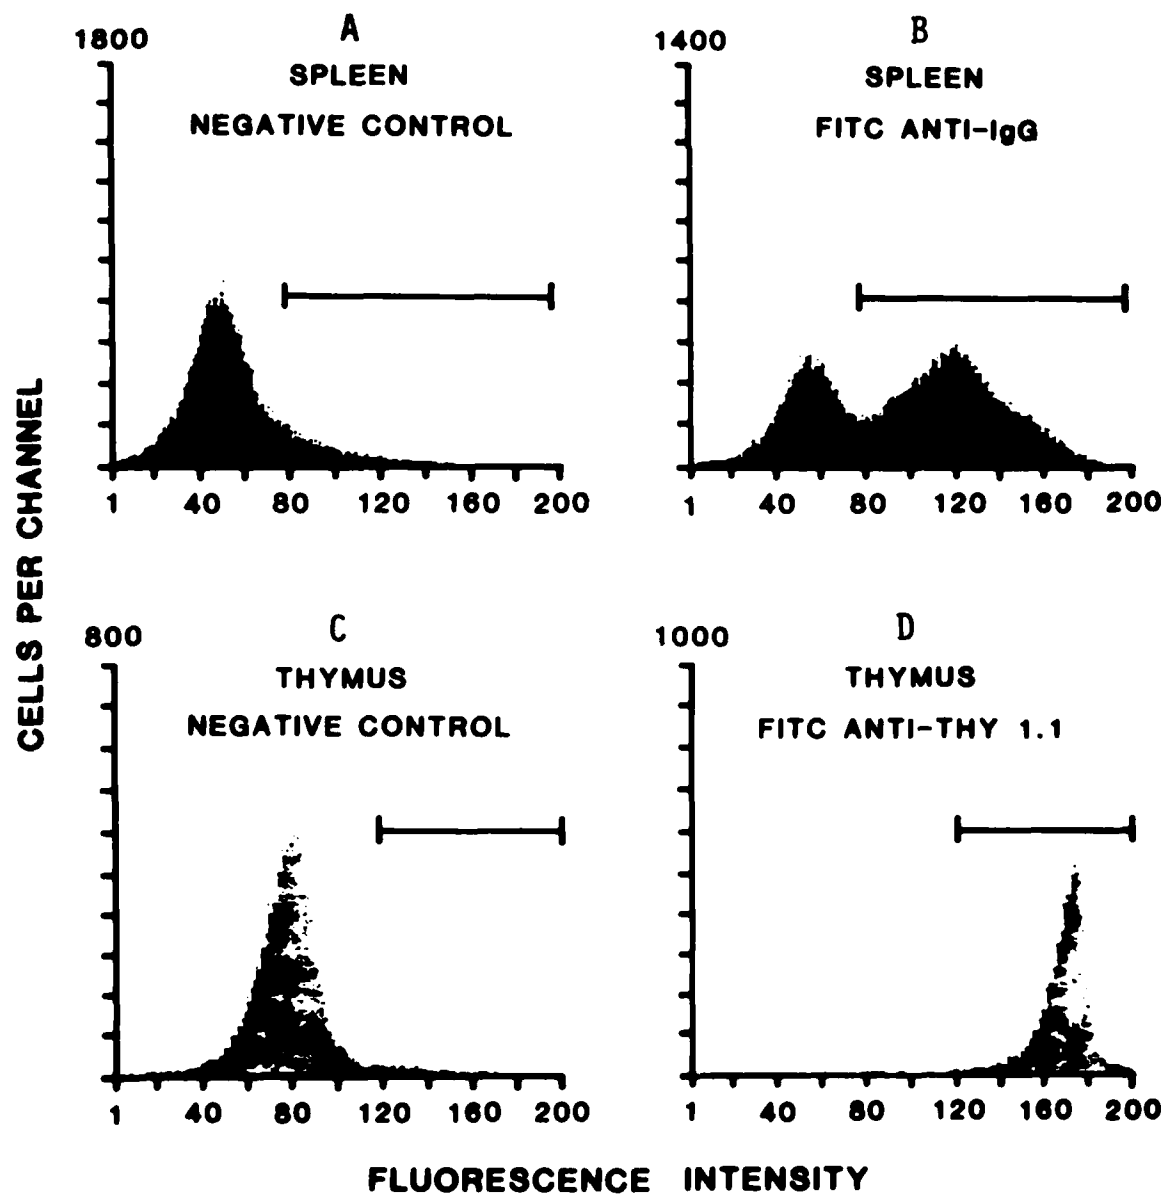 A
1800
SPLEEN
NEGATIVE CONTROL
1 40 80 120 160 200
B
1400
SPLEEN
FITC ANTI-IgG
1 40 80 120 160 200
CELLS PER CHANNEL
C
800
THYMUS
NEGATIVE CONTROL
1 40 80 120 160 200
D
1000
THYMUS
FITC ANTI-THY 1.1
1 40 80 120 160 200
FLUORESCENCE INTENSITY